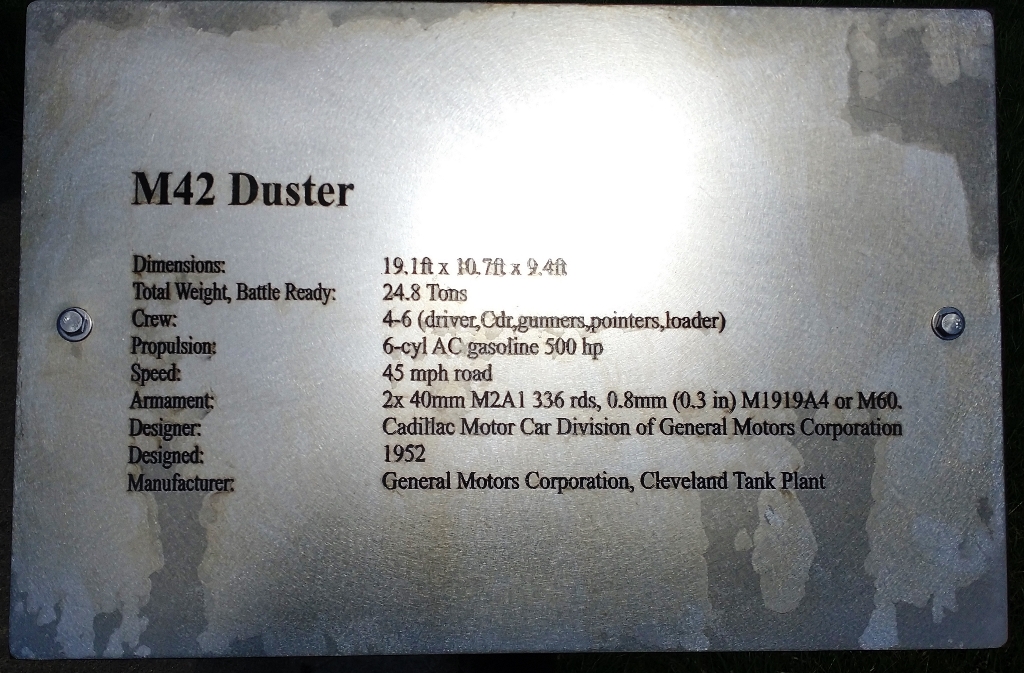 M42 Duster
Dimensions: 19.1ft x 10.7ft x 9.4ft
Total Weight, Battle Ready: 24.8 Tons
Crew: 4-6 (driver,Cdr,gunners,pointers,loader)
Propulsion: 6-cyl AC gasoline 500 hp
Speed: 45 mph road
Armament: 2x 40mm M2A1 336 rds, 0.8mm (0.3 in) M1919A4 or M60.
Designer: Cadillac Motor Car Division of General Motors Corporation
Designed: 1952
Manufacturer: General Motors Corporation, Cleveland Tank Plant